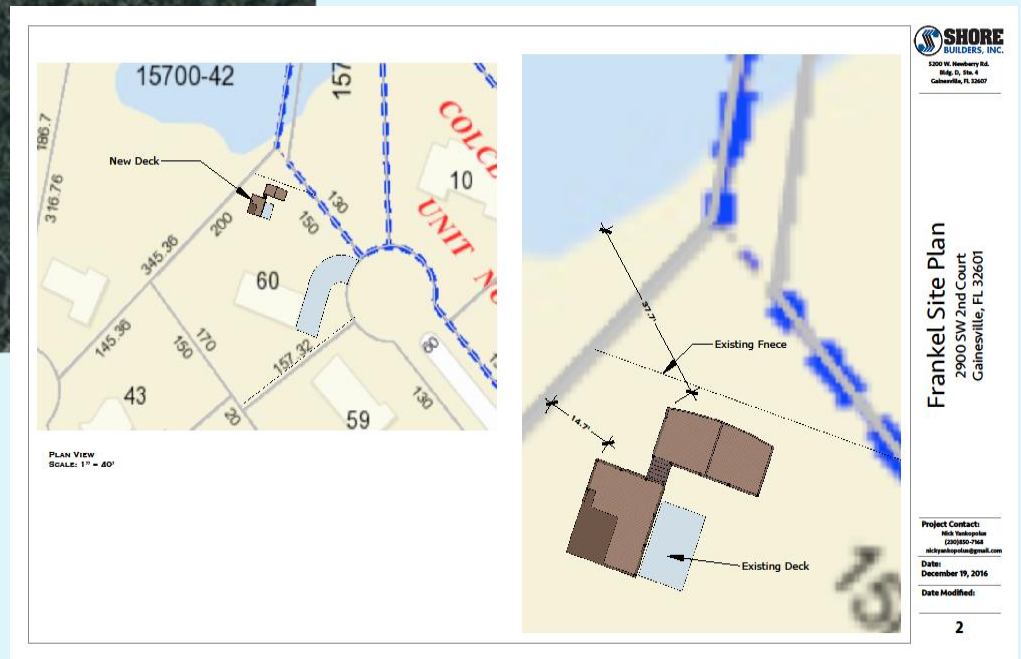 15700-42
157
186.7
316.76
New Deck
130
150
200
345.36
COLCL
10
UNIT NO
60
145.36
170
150
157.32
60
43
20
59
130
PLAN VIEW
SCALE: 1" = 40'
37.7'
Existing Fnece
14.7'
Existing Deck
SHORE
BUILDERS, INC.
5200 W. Newberry Rd.
Bldg. D, Ste. 4
Gainesville, FL 32607
Frankel Site Plan
2900 SW 2nd Court
Gainesville, FL 32601
Project Contact:
Nick Yankopolus
nickyankopolus@gmail.com
Date:
December 19, 2016
Date Modified:
2